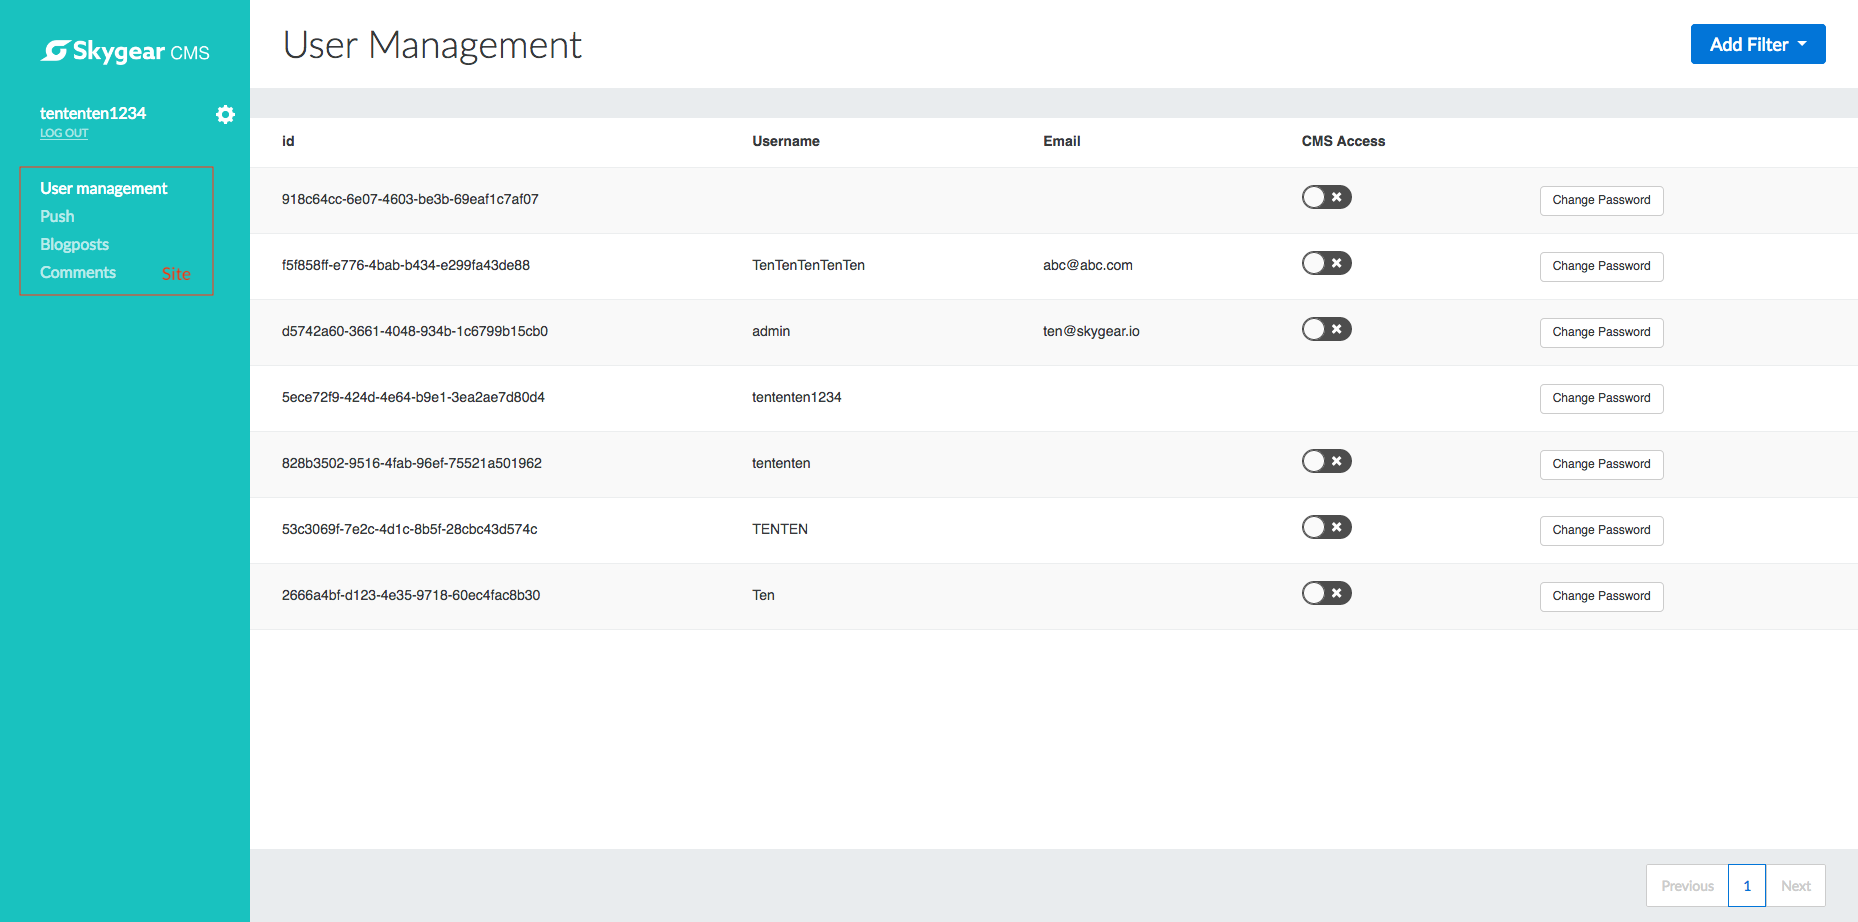 Skygear CMS
tententen1234
LOG OUT
User management
Push
Blogposts
Comments Site
User Management
Add Filter
id Username Email CMS Access
918c64cc-6e07-4603-be3b-69eaf1c7af07 Change Password
f5f858ff-e776-4bab-b434-e299fa43de88 TenTenTenTenTen abc@abc.com Change Password
d5742a60-3661-4048-934b-1c6799b15cb0 admin ten@skygear.io Change Password
5ece72f9-424d-4e64-b9e1-3ea2ae7d80d4 tententen1234 Change Password
828b3502-9516-4fab-96ef-75521a501962 tententen Change Password
53c3069f-7e2c-4d1c-8b5f-28cbc43d574c TENTEN Change Password
2666a4bf-d123-4e35-9718-60ec4fac8b30 Ten Change Password
Previous 1 Next